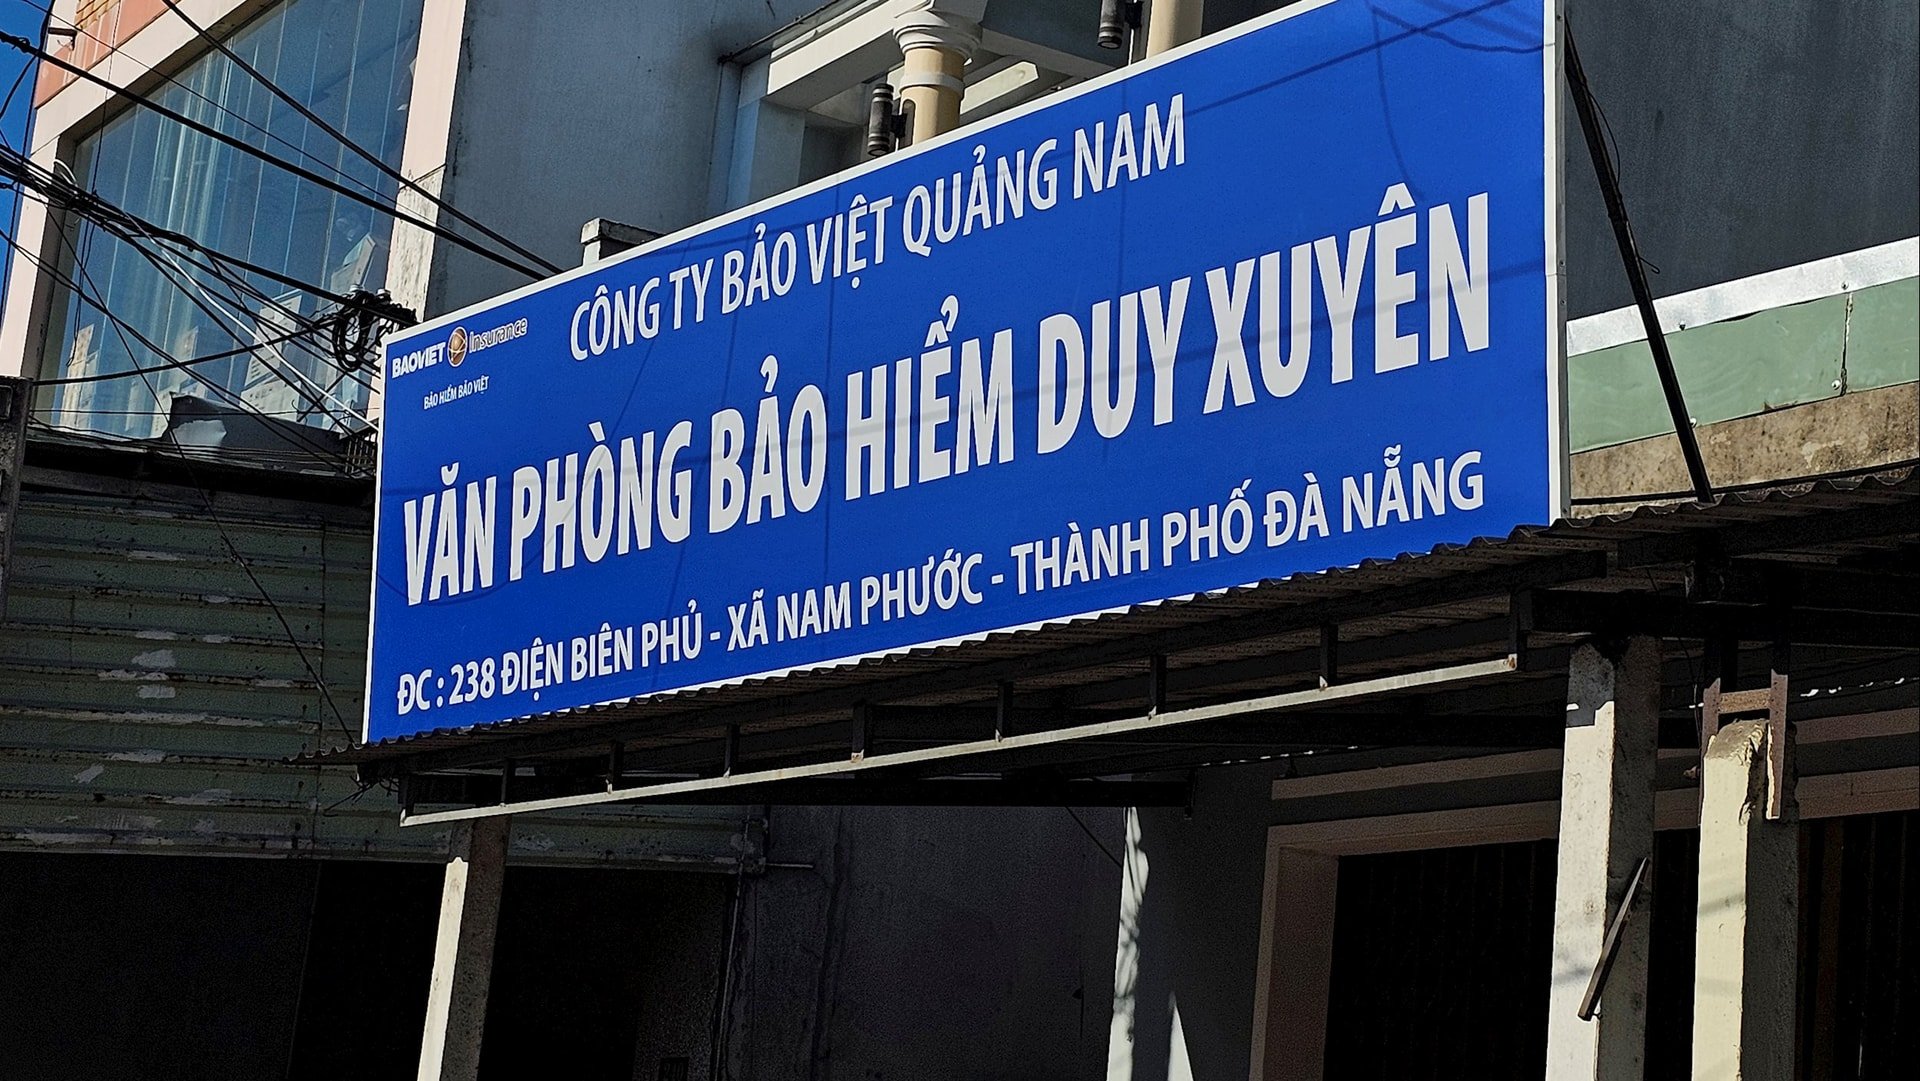 CÔNG TY BẢO VIỆT QUẢNG NAM
BAOVIET Insurance
BẢO HIỂM BẢO VIỆT
VĂN PHÒNG BẢO HIỂM DUY XUYÊN
ĐC : 238 ĐIỆN BIÊN PHỦ - XÃ NAM PHƯỚC - THÀNH PHỐ ĐÀ NẴNG